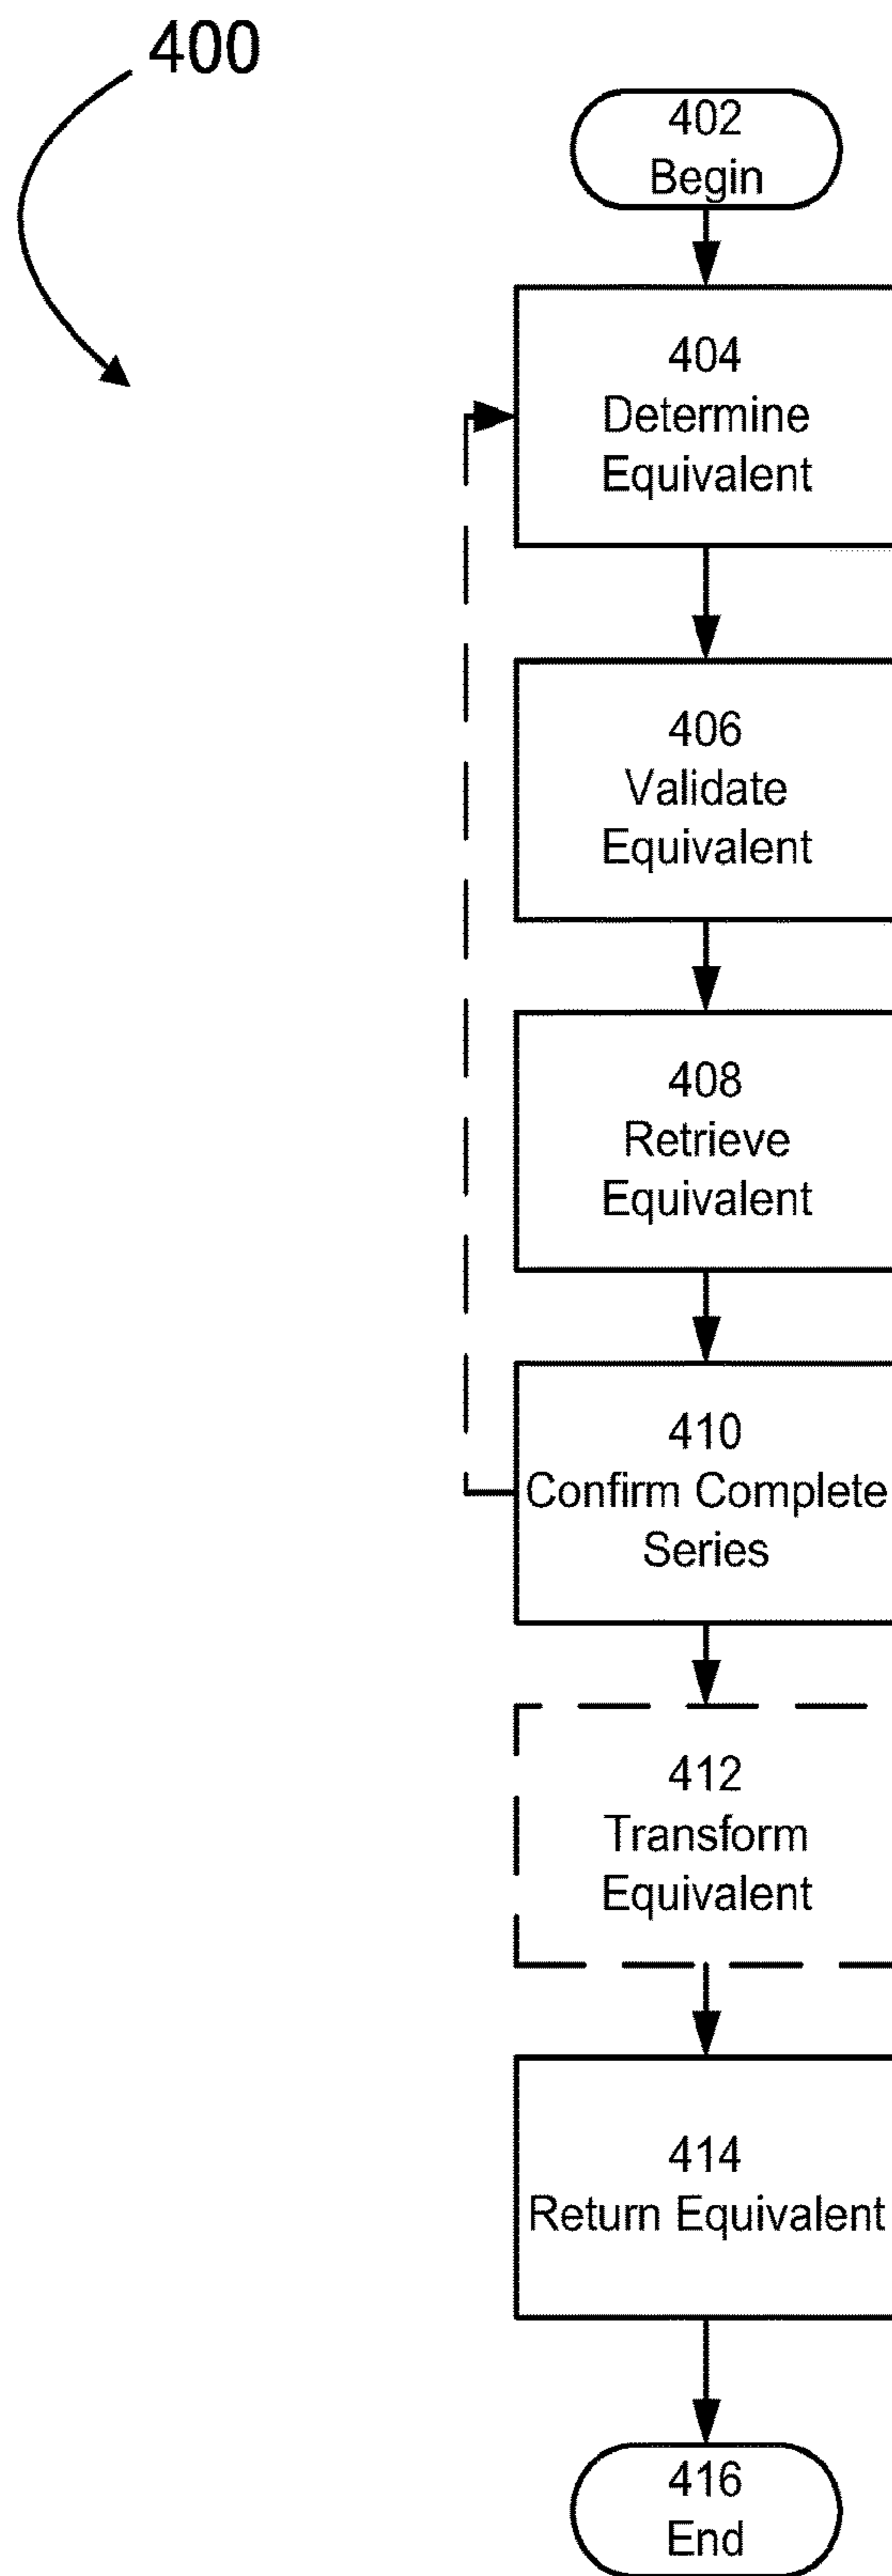 400
402
Begin
404
Determine
Equivalent
406
Validate
Equivalent
408
Retrieve
Equivalent
410
Confirm Complete
Series
412
Transform
Equivalent
414
Return Equivalent
416
End